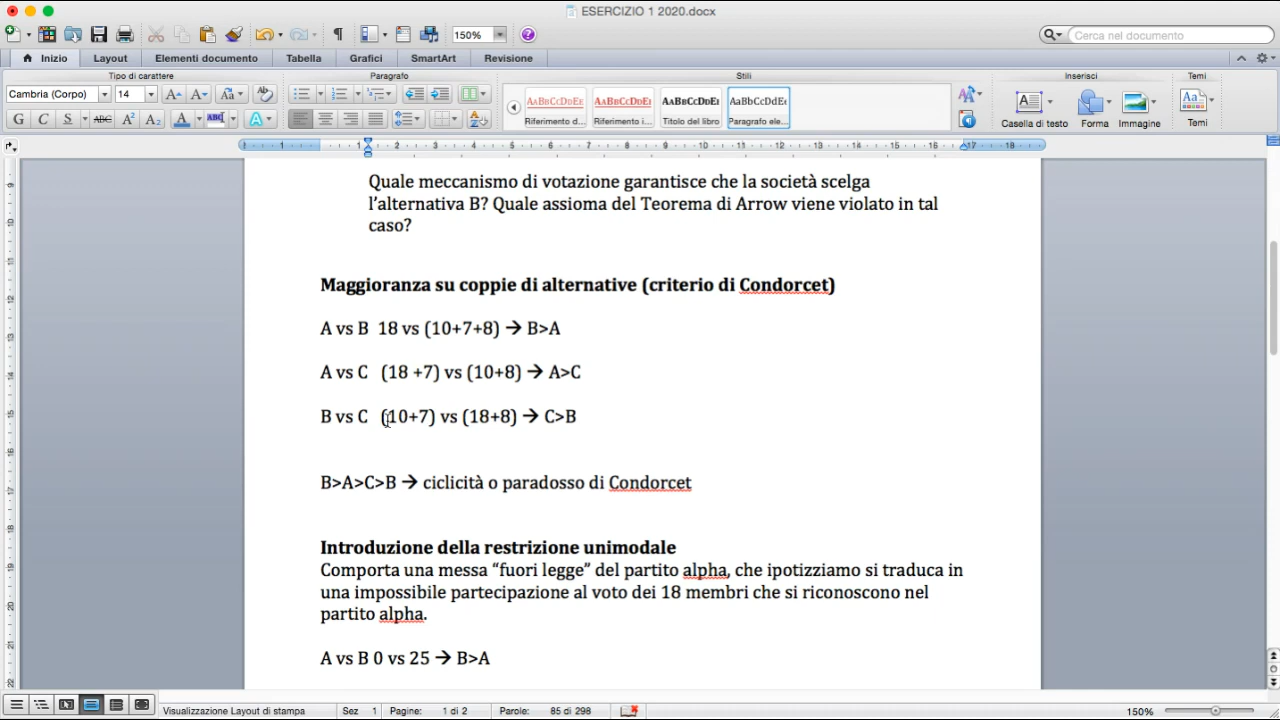 ESERCIZIO 1 2020.docx
150%
Cerca nel documento
Inizio Layout Elementi documento Tabella Grafici SmartArt Revisione
Tipo di carattere Paragrafo Stili Inserisci Temi
Cambria (Corpo) 14
AaBbCcDdEe AaBbCcDdEe AaBbCcDdEe AaBbCcDdEe
Riferimento d... Riferimento i... Titolo del libro Paragrafo ele...
Casella di testo Forma Immagine Temi
Quale meccanismo di votazione garantisce che la società scelga
l’alternativa B? Quale assioma del Teorema di Arrow viene violato in tal
caso?
Maggioranza su coppie di alternative (criterio di Condorcet)
A vs B 18 vs (10+7+8) → B>A
A vs C (18 +7) vs (10+8) → A>C
B vs C (10+7) vs (18+8) → C>B
B>A>C>B → ciclicità o paradosso di Condorcet
Introduzione della restrizione unimodale
Comporta una messa “fuori legge” del partito alpha, che ipotizziamo si traduca in
una impossibile partecipazione al voto dei 18 membri che si riconoscono nel
partito alpha.
A vs B 0 vs 25 → B>A
Visualizzazione Layout di stampa Sez 1 Pagine: 1 di 2 Parole: 85 di 298 150%